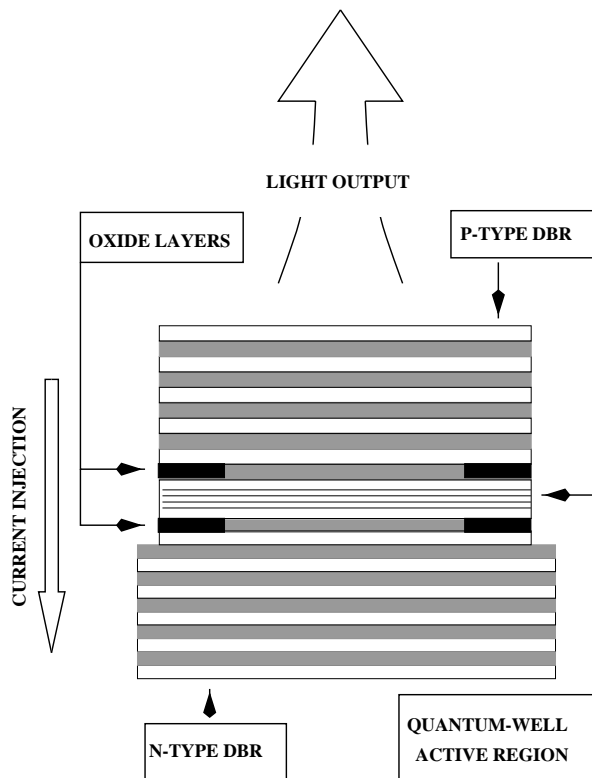 LIGHT OUTPUT
OXIDE LAYERS
P-TYPE DBR
CURRENT INJECTION
N-TYPE DBR
QUANTUM-WELL
ACTIVE REGION